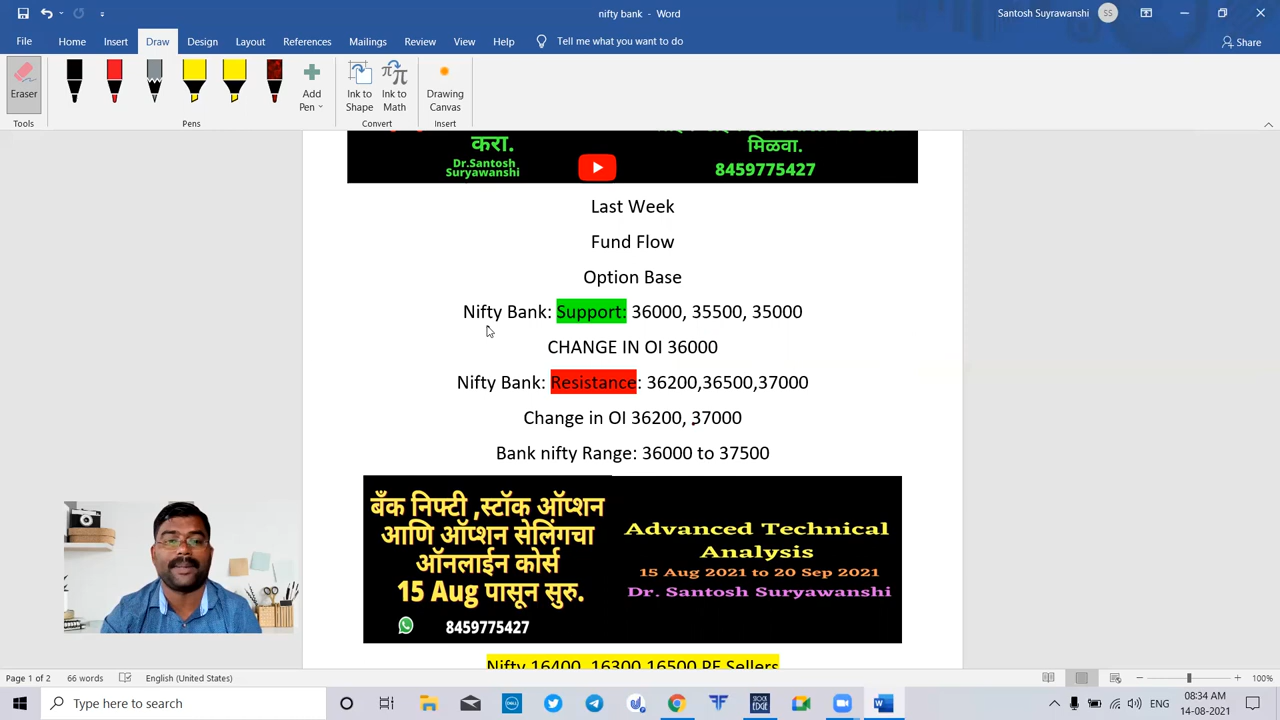 nifty bank - Word
Santosh Suryawanshi
SS
File Home Insert Draw Design Layout References Mailings Review View Help Tell me what you want to do
Share
Eraser
Add Pen
Ink to Shape
Ink to Math
Drawing Canvas
Tools
Pens
Convert
Insert
करा.
मिळवा.
Dr.Santosh
Suryawanshi
8459775427
Last Week
Fund Flow
Option Base
Nifty Bank: Support: 36000, 35500, 35000
CHANGE IN OI 36000
Nifty Bank: Resistance: 36200,36500,37000
Change in OI 36200, 37000
Bank nifty Range: 36000 to 37500
बँक निफ्टी ,स्टॉक ऑप्शन
आणि ऑप्शन सेलिंगचा
ऑनलाईन कोर्स
15 Aug पासून सुरु.
8459775427
Advanced Technical
Analysis
15 Aug 2021 to 20 Sep 2021
Dr. Santosh Suryawanshi
Nifty 16400, 16300,16500 PE Sellers
Page 1 of 2 66 words English (United States)
100%
Type here to search
DELL
STOCK
EDGE
ENG
08:34 AM
14-08-2021